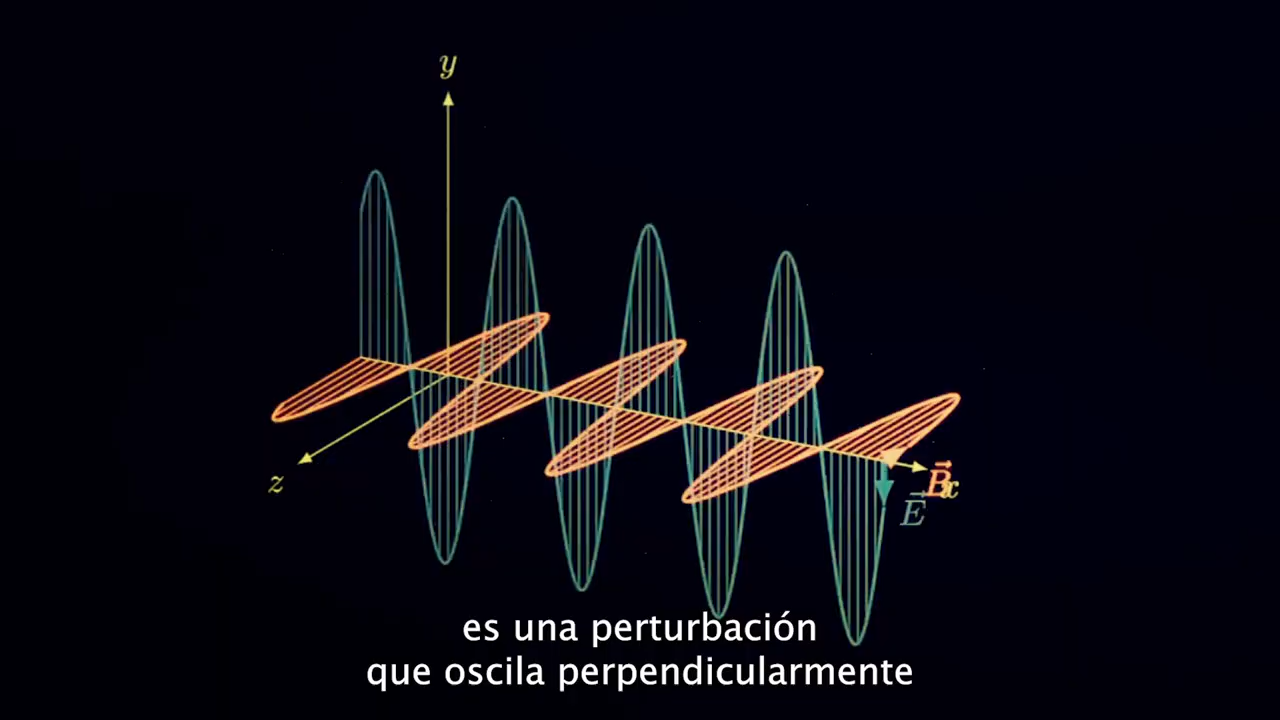 y
z
B⃗
x
E⃗
es una perturbación
que oscila perpendicularmente